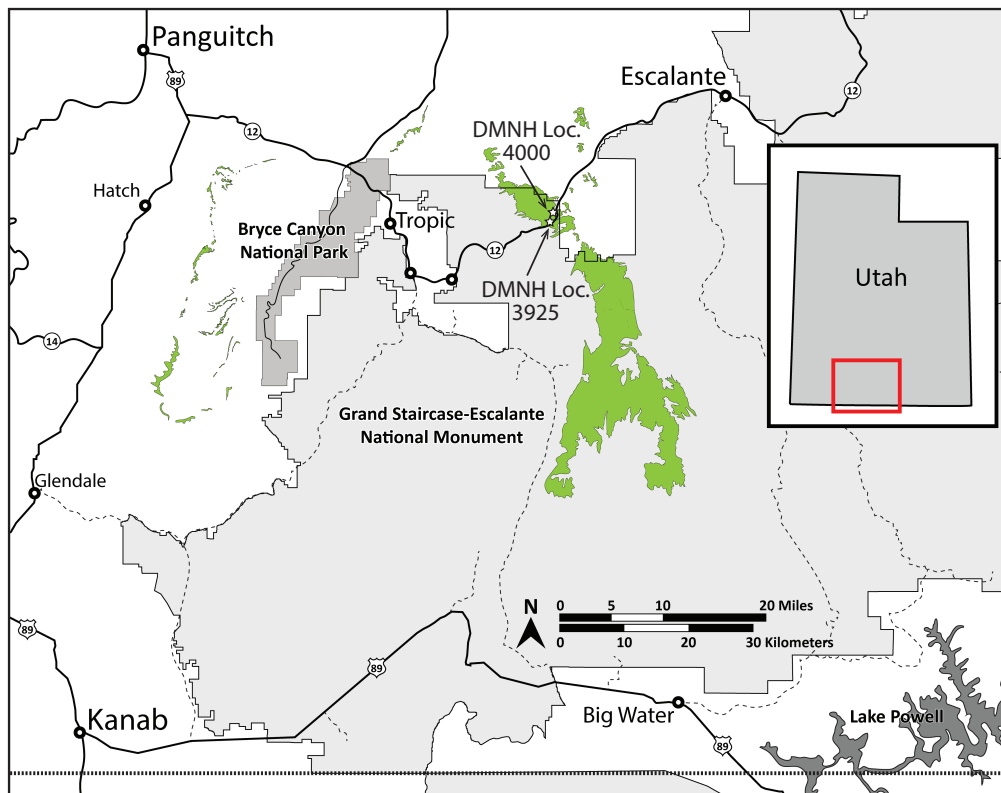 Panguitch
89
Escalante
12
12
DMNH Loc.
4000
Hatch
Tropic
Bryce Canyon
National Park
12
Utah
DMNH Loc.
3925
14
Grand Staircase-Escalante
National Monument
Glendale
N
0 5 10 20 Miles
0 10 20 30 Kilometers
89
89
Big Water
Lake Powell
Kanab
89